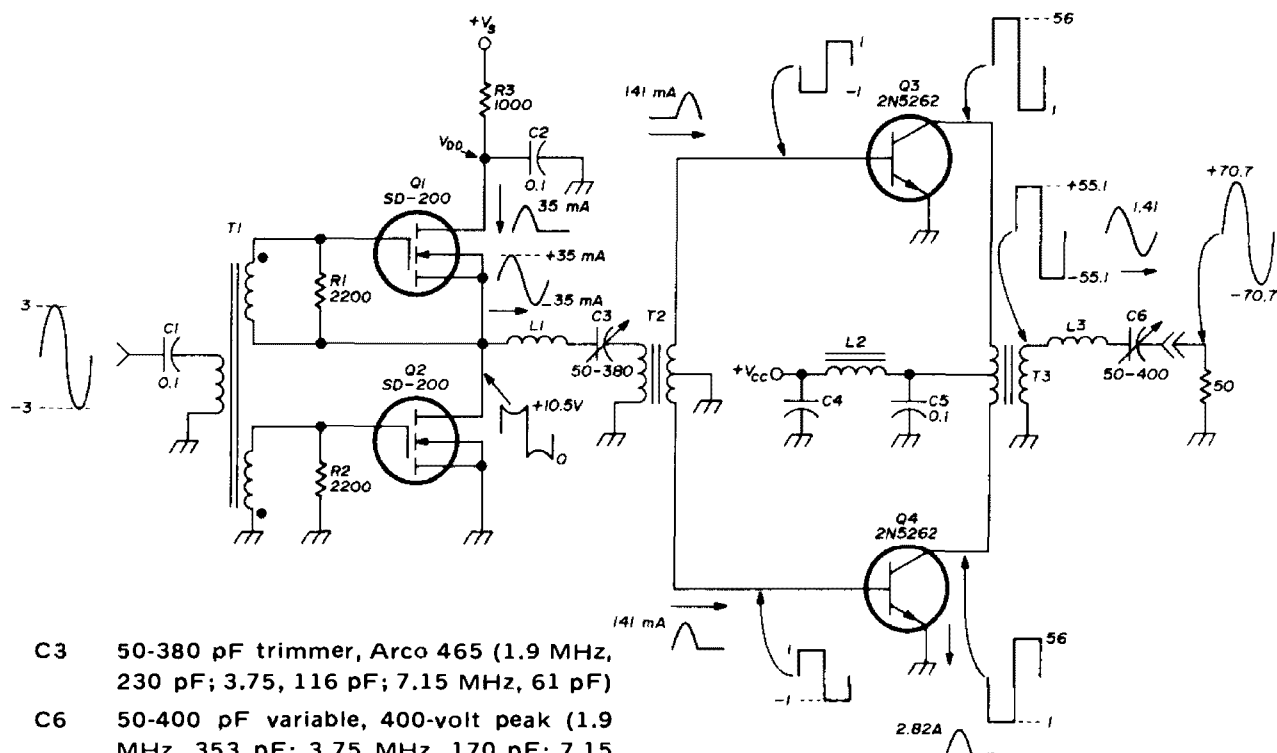 +Vs
R3
1000
VDD
C2
0.1
Q1
SD-200
35 mA
+35 mA
-35 mA
T1
R1
2200
3
-3
C1
0.1
L1
C3
50-380
T2
Q2
SD-200
+10.5V
0
R2
2200
141 mA
1
-1
Q3
2N5262
56
1
+55.1
-55.1
1.41
+70.7
-70.7
L2
+VCC
C4
C5
0.1
T3
L3
C6
50-400
50
Q4
2N5262
141 mA
1
-1
56
1
2.82A
C3 50-380 pF trimmer, Arco 465 (1.9 MHz,
230 pF; 3.75, 116 pF; 7.15 MHz, 61 pF)
C6 50-400 pF variable, 400-volt peak (1.9
MHz, 353 pF; 3.75 MHz, 170 pF; 7.15